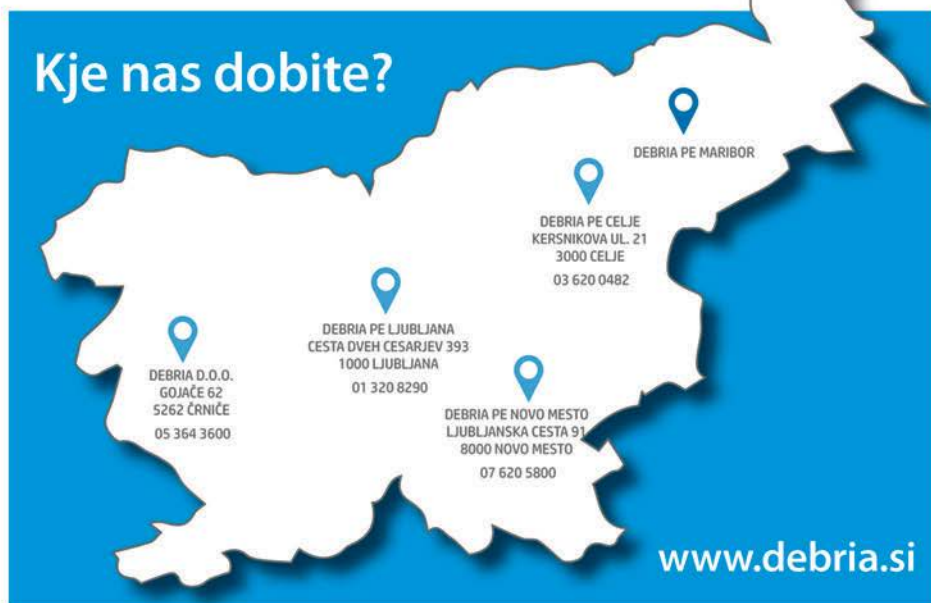 Kje nas dobite?
DEBRIA PE MARIBOR
DEBRIA PE CELJE
KERSNIKOVA UL. 21
3000 CELJE
03 620 0482
DEBRIA PE LJUBLJANA
CESTA DVEH CESARJEV 393
1000 LJUBLJANA
01 320 8290
DEBRIA D.O.O.
GOJAČE 62
5262 ČRNIČE
05 364 3600
DEBRIA PE NOVO MESTO
LJUBLJANSKA CESTA 91
8000 NOVO MESTO
07 620 5800
www.debria.si